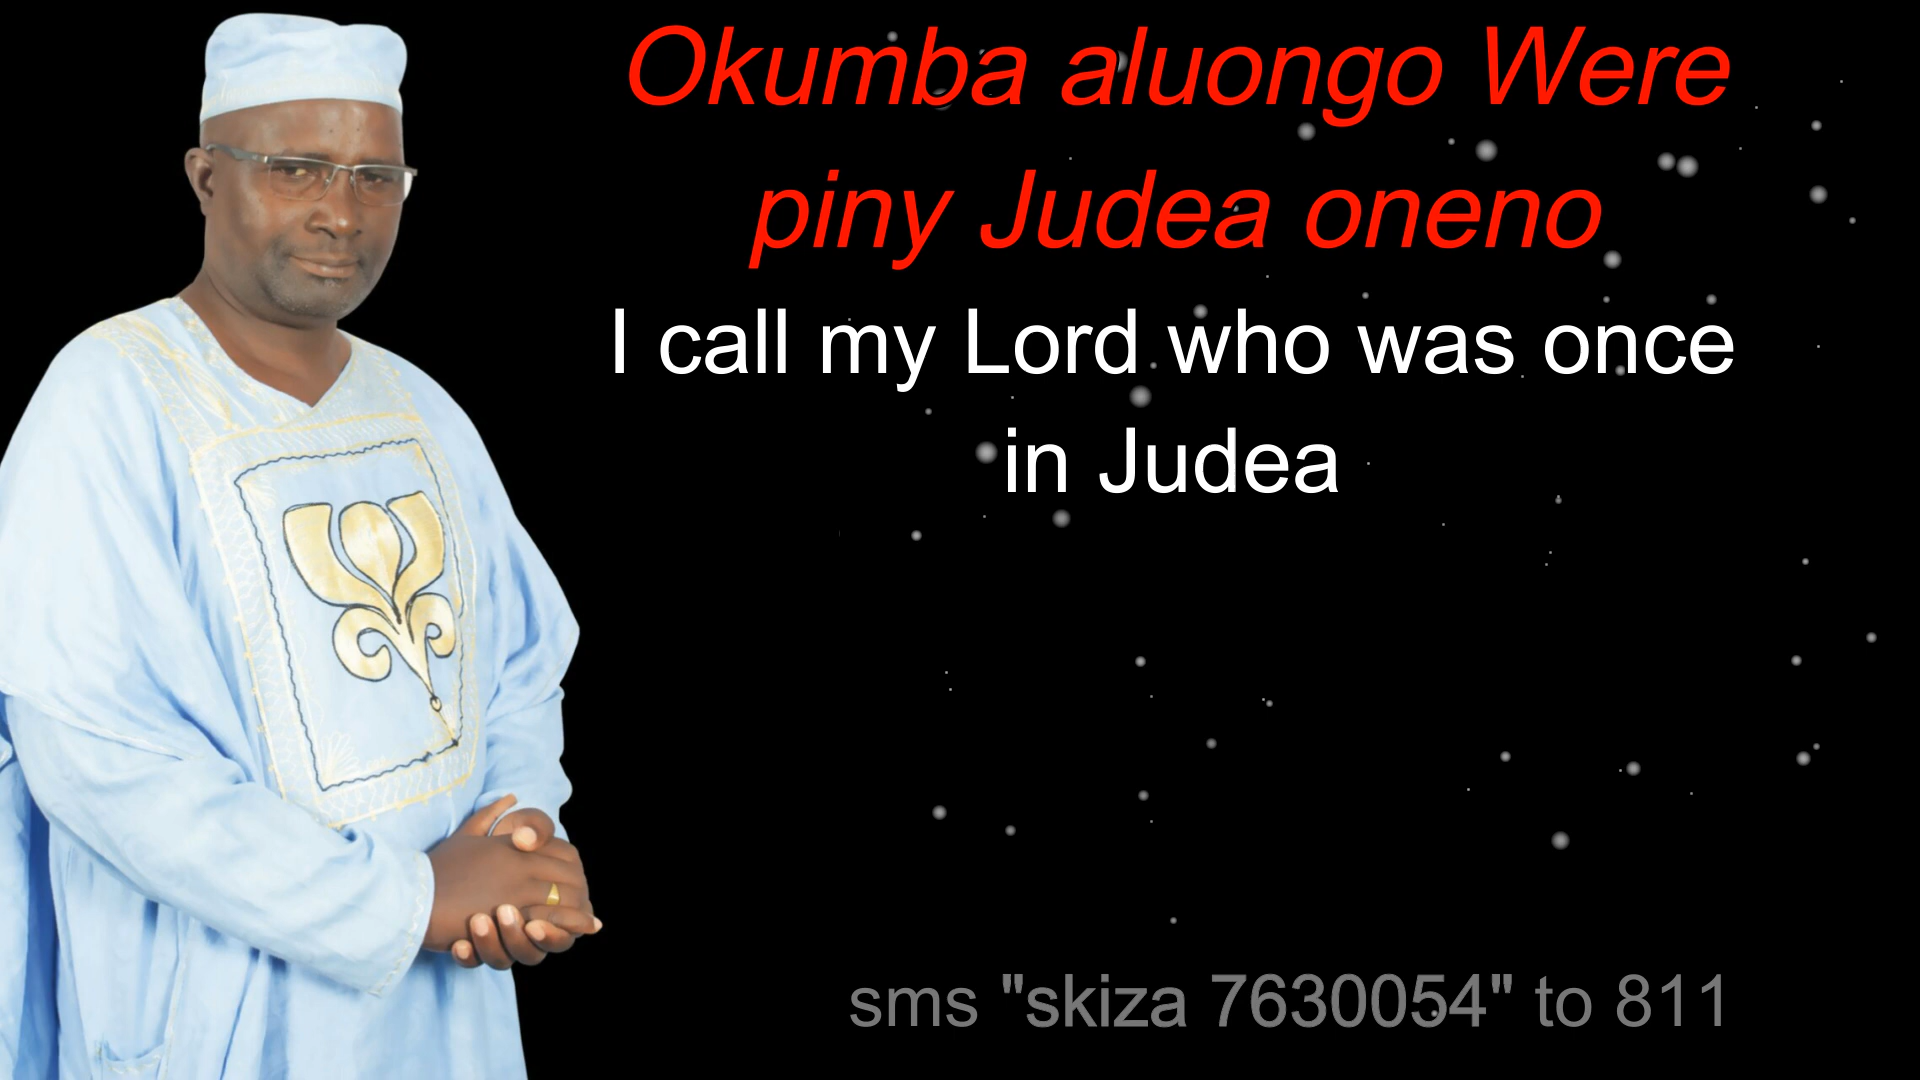 Okumba aluongo Were
piny Judea oneno
I call my Lord who was once
in Judea
sms "skiza 7630054" to 811